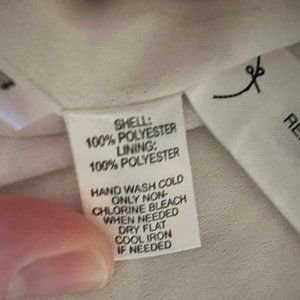 SHELL:
100% POLYESTER
LINING:
100% POLYESTER
HAND WASH COLD
ONLY NON-
CHLORINE BLEACH
WHEN NEEDED
DRY FLAT
COOL IRON
IF NEEDED